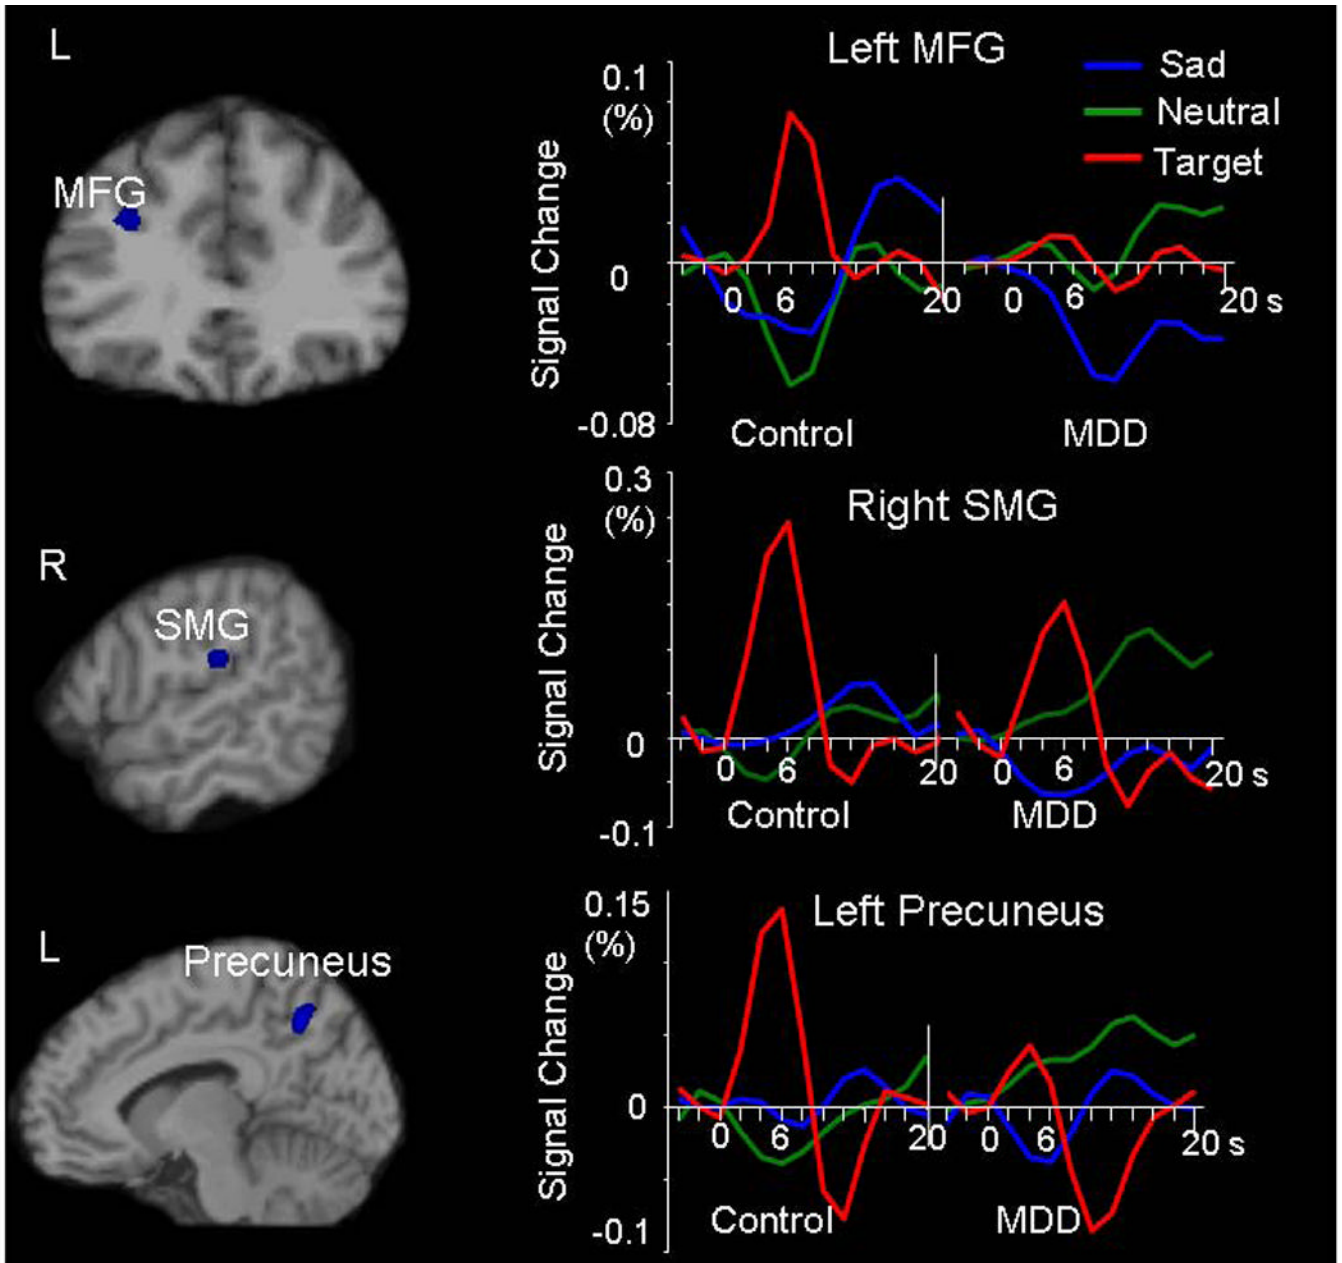 L
MFG
Left MFG
Sad
Neutral
Target
0.1
(%)
0
-0.08
Signal Change
0 6 20
0 6 20 s
Control
MDD
R
SMG
Right SMG
0.3
(%)
0
-0.1
Signal Change
0 6 20
0 6 20 s
Control
MDD
L
Precuneus
Left Precuneus
0.15
(%)
0
-0.1
Signal Change
0 6 20
0 6 20 s
Control
MDD